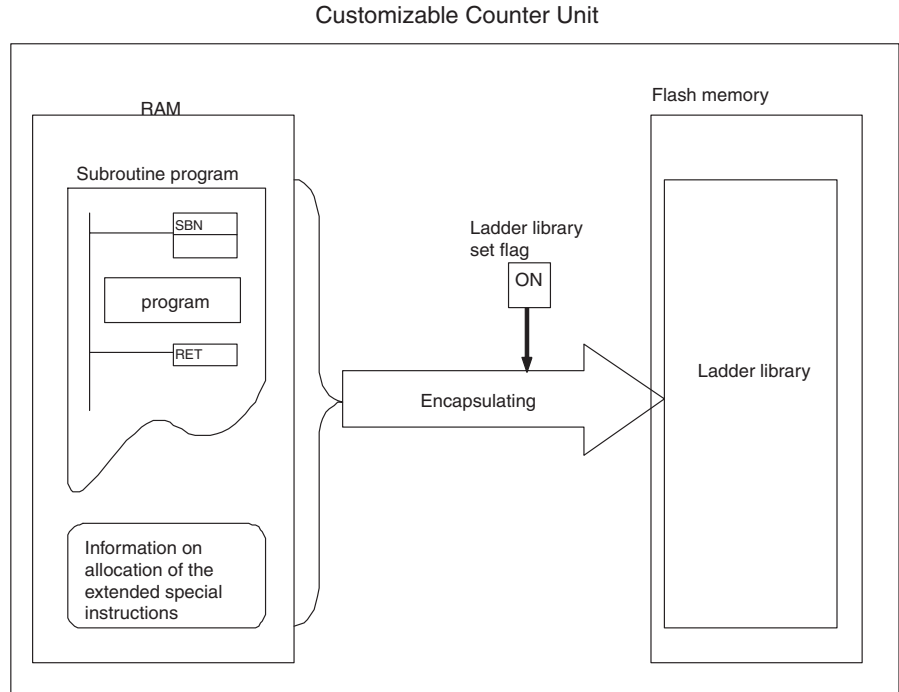 Customizable Counter Unit
RAM
Flash memory
Subroutine program
SBN
program
RET
Ladder library
set flag
ON
Encapsulating
Ladder library
Information on
allocation of the
extended special
instructions